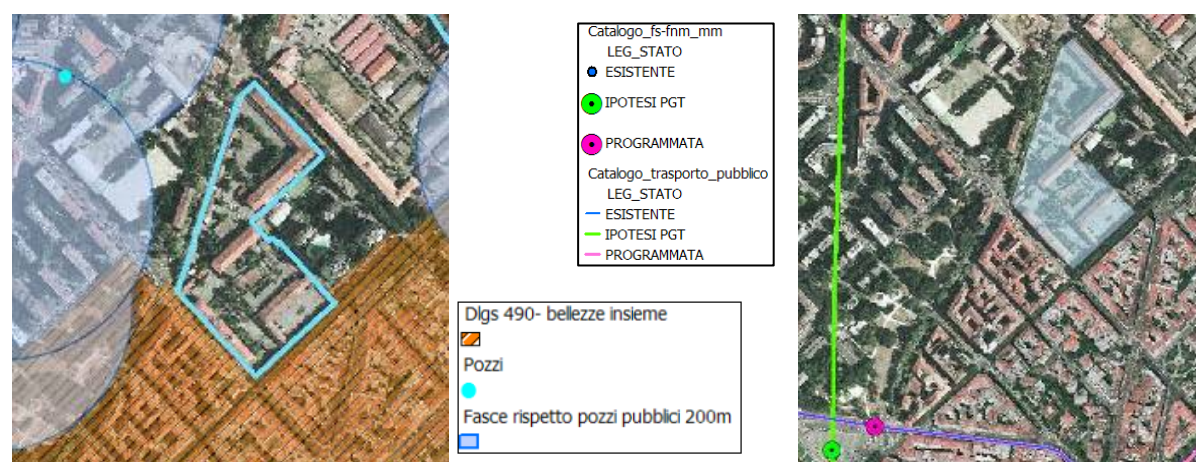 Catalogo_fs-fnm_mm
LEG_STATO
ESISTENTE
IPOTESI PGT
PROGRAMMATA
Catalogo_trasporto_pubblico
LEG_STATO
ESISTENTE
IPOTESI PGT
PROGRAMMATA
Dlgs 490- bellezze insieme
Pozzi
Fasce rispetto pozzi pubblici 200m